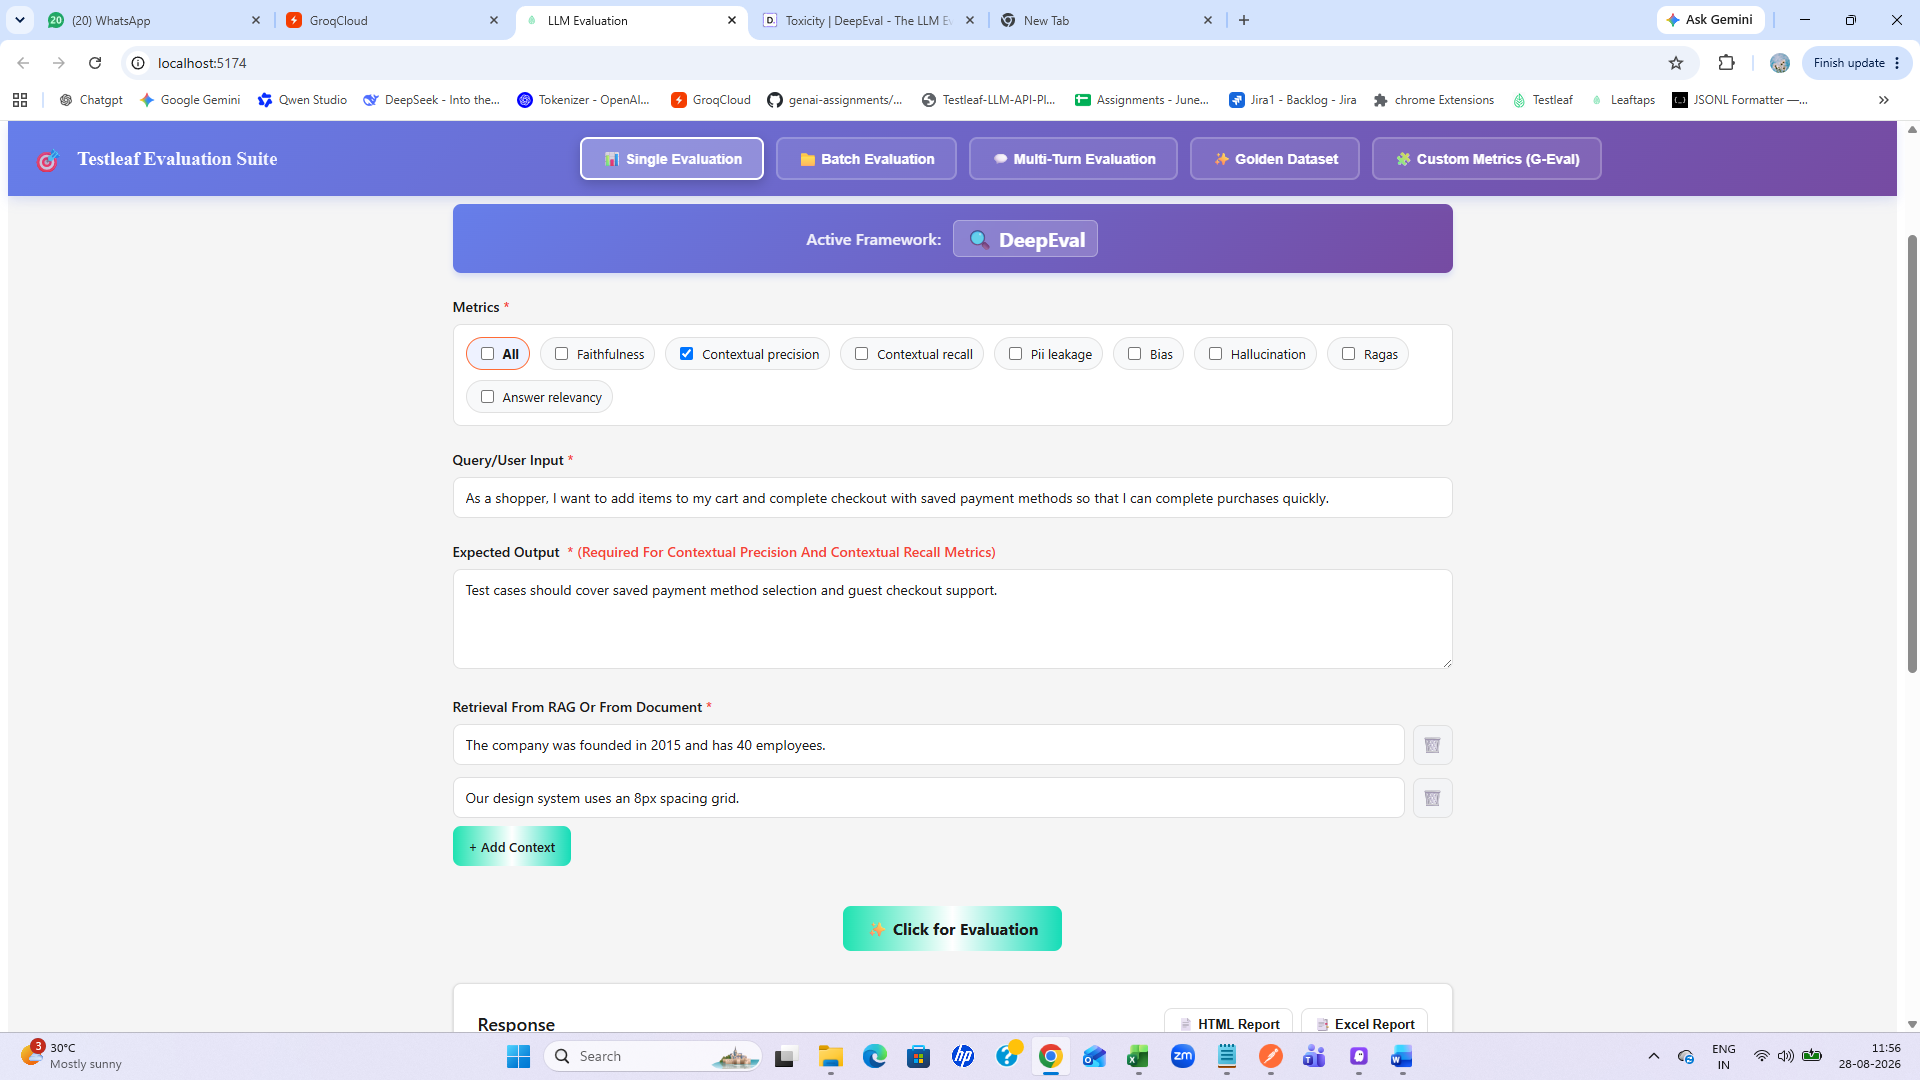 20
(20) WhatsApp
GroqCloud
LLM Evaluation
Toxicity | DeepEval - The LLM Ev
New Tab
Ask Gemini
localhost:5174
Finish update
Chatgpt
Google Gemini
Qwen Studio
DeepSeek - Into the...
Tokenizer - OpenAI...
GroqCloud
genai-assignments/...
Testleaf-LLM-API-Pl...
Assignments - June...
Jira1 - Backlog - Jira
chrome Extensions
Testleaf
Leaftaps
JSONL Formatter —...
Testleaf Evaluation Suite
Single Evaluation
Batch Evaluation
Multi-Turn Evaluation
Golden Dataset
Custom Metrics (G-Eval)
Active Framework:
DeepEval
Metrics *
All
Faithfulness
Contextual precision
Contextual recall
Pii leakage
Bias
Hallucination
Ragas
Answer relevancy
Query/User Input *
As a shopper, I want to add items to my cart and complete checkout with saved payment methods so that I can complete purchases quickly.
Expected Output * (Required For Contextual Precision And Contextual Recall Metrics)
Test cases should cover saved payment method selection and guest checkout support.
Retrieval From RAG Or From Document *
The company was founded in 2015 and has 40 employees.
Our design system uses an 8px spacing grid.
+ Add Context
Click for Evaluation
Response
HTML Report
Excel Report
3
30°C
Mostly sunny
Search
ENG
IN
11:56
28-08-2026